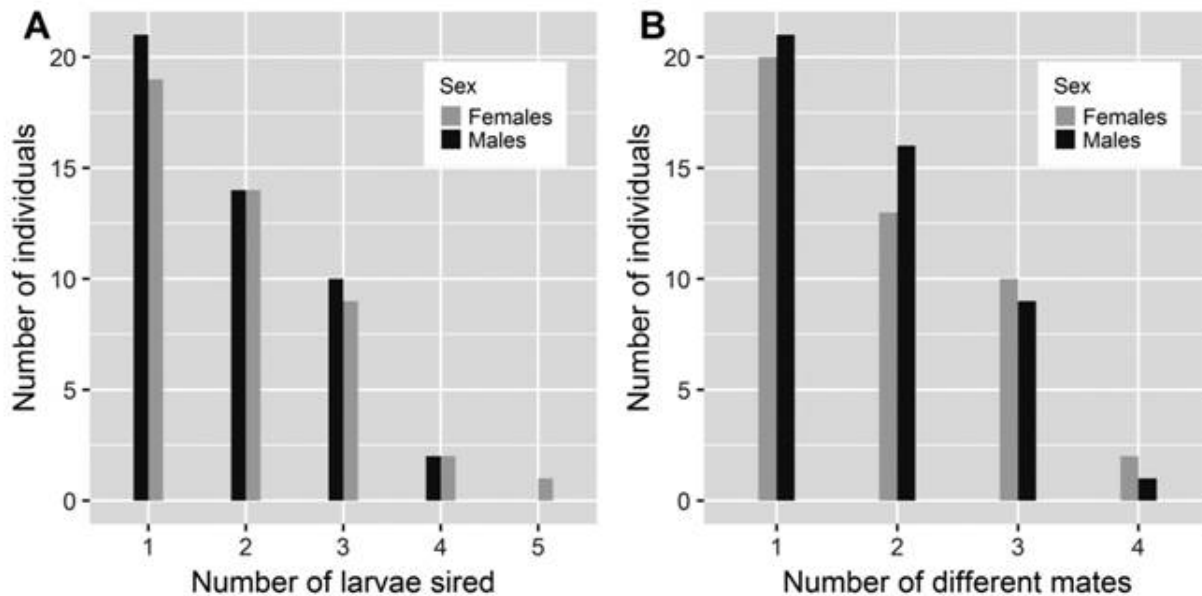 A
Number of individuals
20
15
10
5
0
Sex
Females
Males
1 2 3 4 5
Number of larvae sired
B
Number of individuals
20
15
10
5
0
Sex
Females
Males
1 2 3 4
Number of different mates